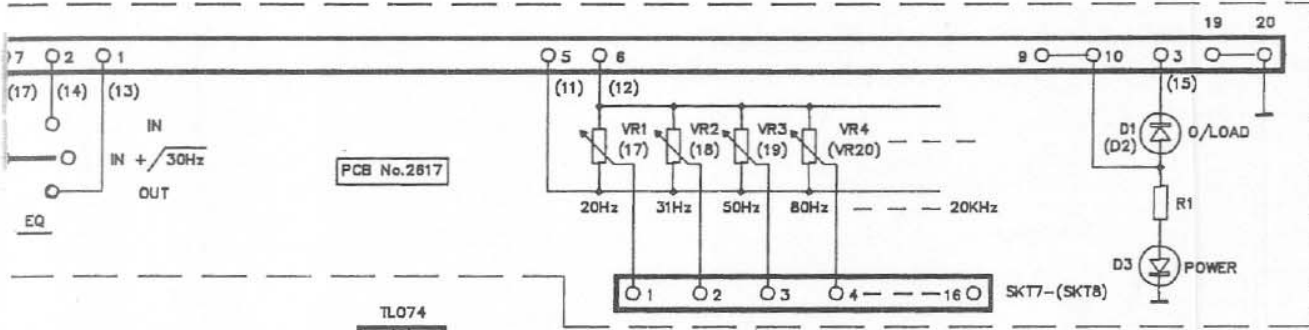 19 20
7 2 1 5 6 9 10 3
(17) (14) (13) (11) (12) (15)
IN
IN + 30Hz
OUT
EQ
PCB No.2617
VR1 (17)
VR2 (18)
VR3 (19)
VR4 (VR20)
20Hz 31Hz 50Hz 80Hz 20KHz
D1 (D2) O/LOAD
R1
D3 POWER
1 2 3 4 16 SKT7-(SKT8)
TL074